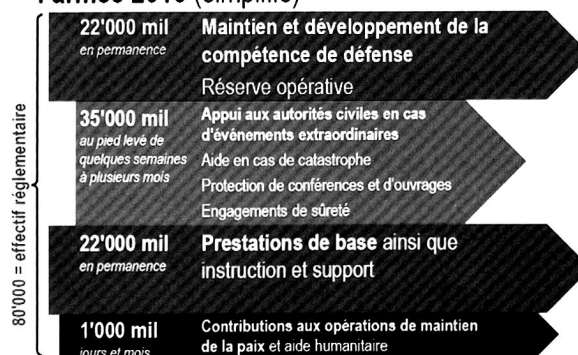 (simplifié)
22'000 mil
en permanence
Maintien et développement de la
compétence de défense
Réserve opérative
35'000 mil
au pied levé de
quelques semaines
à plusieurs mois
Appui aux autorités civiles en cas
d'événements extraordinaires
Aide en cas de catastrophe
Protection de conférences et d'ouvrages
Engagements de sûreté
22'000 mil
en permanence
Prestations de base ainsi que
instruction et support
1'000 mil
jours et mois
Contributions aux opérations de maintien
de la paix et aide humanitaire
80'000 = effectif réglementaire